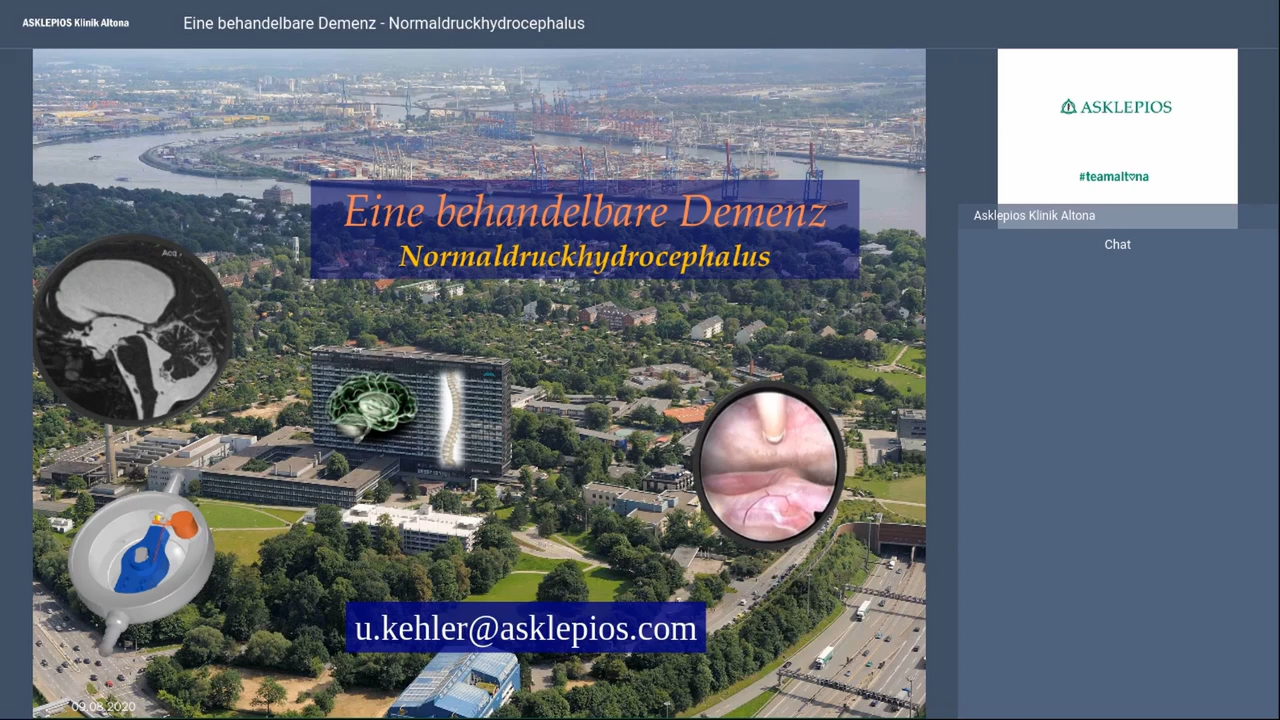 ASKLEPIOS Klinik Altona
Eine behandelbare Demenz - Normaldruckhydrocephalus
ASKLEPIOS
#teamaltona
Asklepios Klinik Altona
Chat
Eine behandelbare Demenz
Normaldruckhydrocephalus
Acq
u.kehler@asklepios.com
09.08.2020